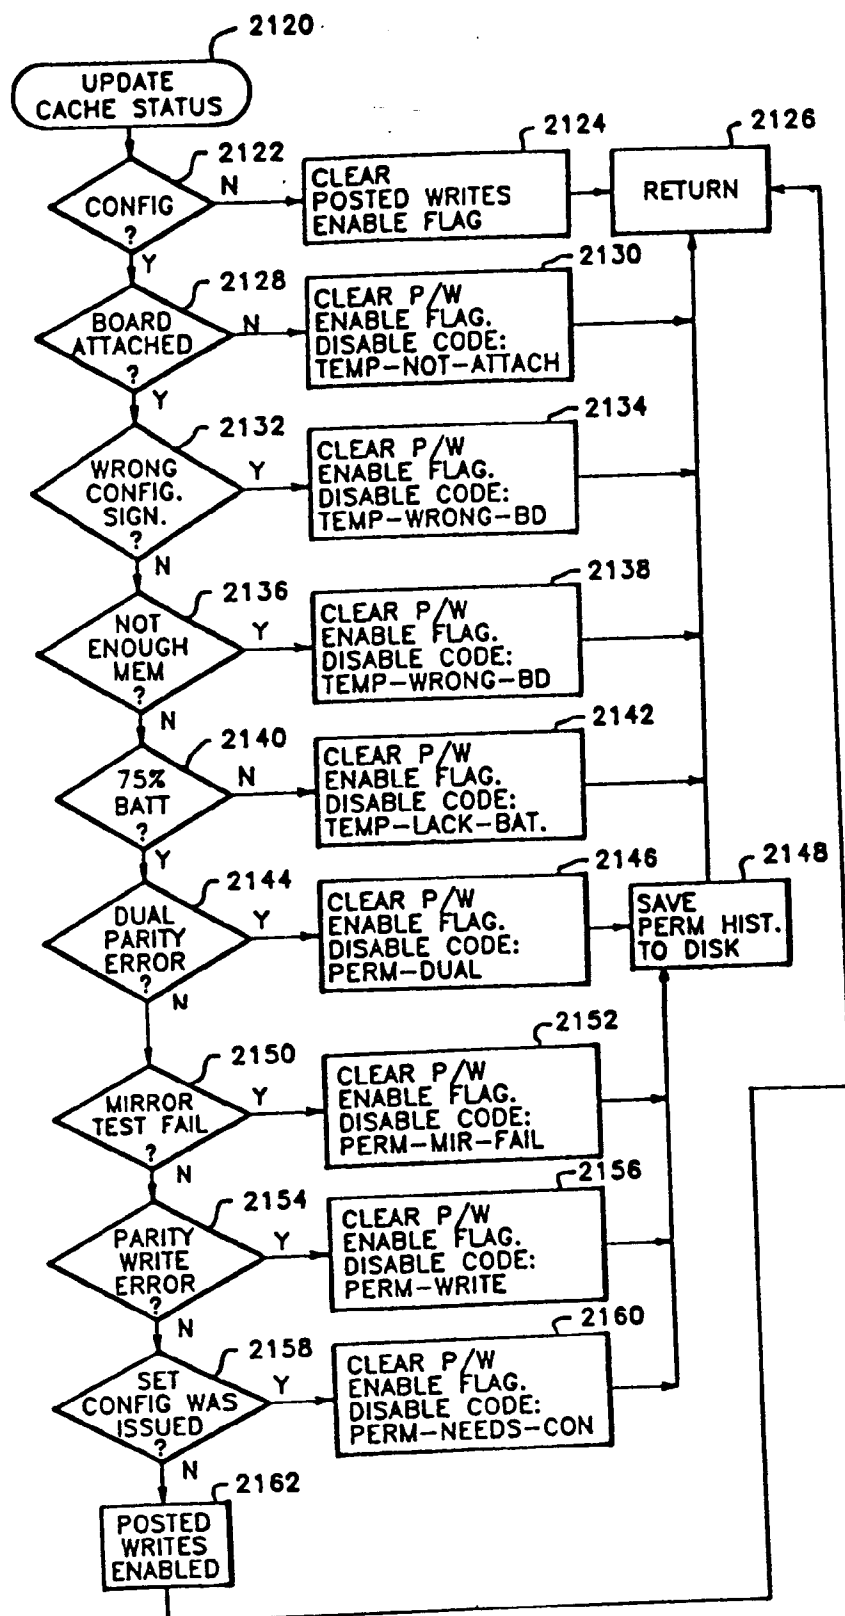 2120
UPDATE
CACHE STATUS
2122
CONFIG
?
N
Y
2124
CLEAR
POSTED WRITES
ENABLE FLAG
2126
RETURN
2128
BOARD
ATTACHED
?
N
Y
2130
CLEAR P/W
ENABLE FLAG.
DISABLE CODE:
TEMP-NOT-ATTACH
2132
WRONG
CONFIG.
SIGN.
?
Y
N
2134
CLEAR P/W
ENABLE FLAG.
DISABLE CODE:
TEMP-WRONG-BD
2136
NOT
ENOUGH
MEM
?
Y
N
2138
CLEAR P/W
ENABLE FLAG.
DISABLE CODE:
TEMP-WRONG-BD
2140
75%
BATT
?
N
Y
2142
CLEAR P/W
ENABLE FLAG.
DISABLE CODE:
TEMP-LACK-BAT.
2144
DUAL
PARITY
ERROR
?
Y
N
2146
CLEAR P/W
ENABLE FLAG.
DISABLE CODE:
PERM-DUAL
2148
SAVE
PERM HIST.
TO DISK
2150
MIRROR
TEST FAIL
?
Y
N
2152
CLEAR P/W
ENABLE FLAG.
DISABLE CODE:
PERM-MIR-FAIL
2154
PARITY
WRITE
ERROR
?
Y
N
2156
CLEAR P/W
ENABLE FLAG.
DISABLE CODE:
PERM-WRITE
2158
SET
CONFIG WAS
ISSUED
?
Y
N
2160
CLEAR P/W
ENABLE FLAG.
DISABLE CODE:
PERM-NEEDS-CON
2162
POSTED
WRITES
ENABLED